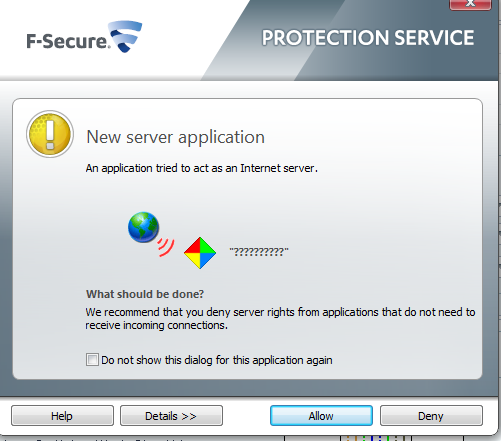 F-Secure.
PROTECTION SERVICE
New server application
An application tried to act as an Internet server.
"??????????"
What should be done?
We recommend that you deny server rights from applications that do not need to
receive incoming connections.
Do not show this dialog for this application again
Help
Details >>
Allow
Deny